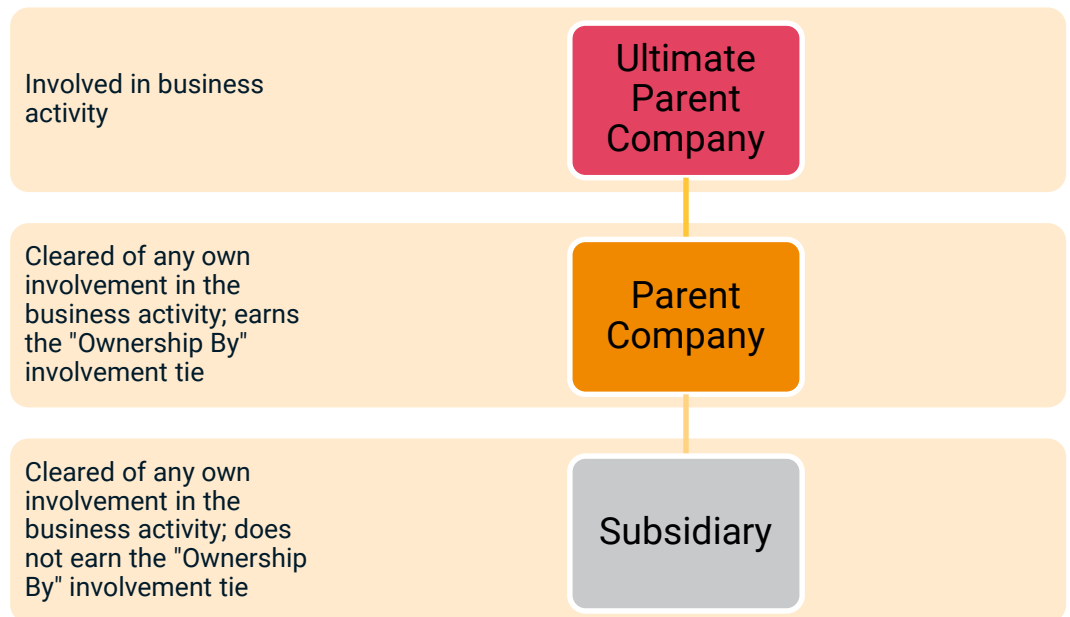 Involved in business
activity
Ultimate
Parent
Company
Cleared of any own
involvement in the
business activity; earns
the "Ownership By"
involvement tie
Parent
Company
Cleared of any own
involvement in the
business activity; does
not earn the "Ownership
By" involvement tie
Subsidiary